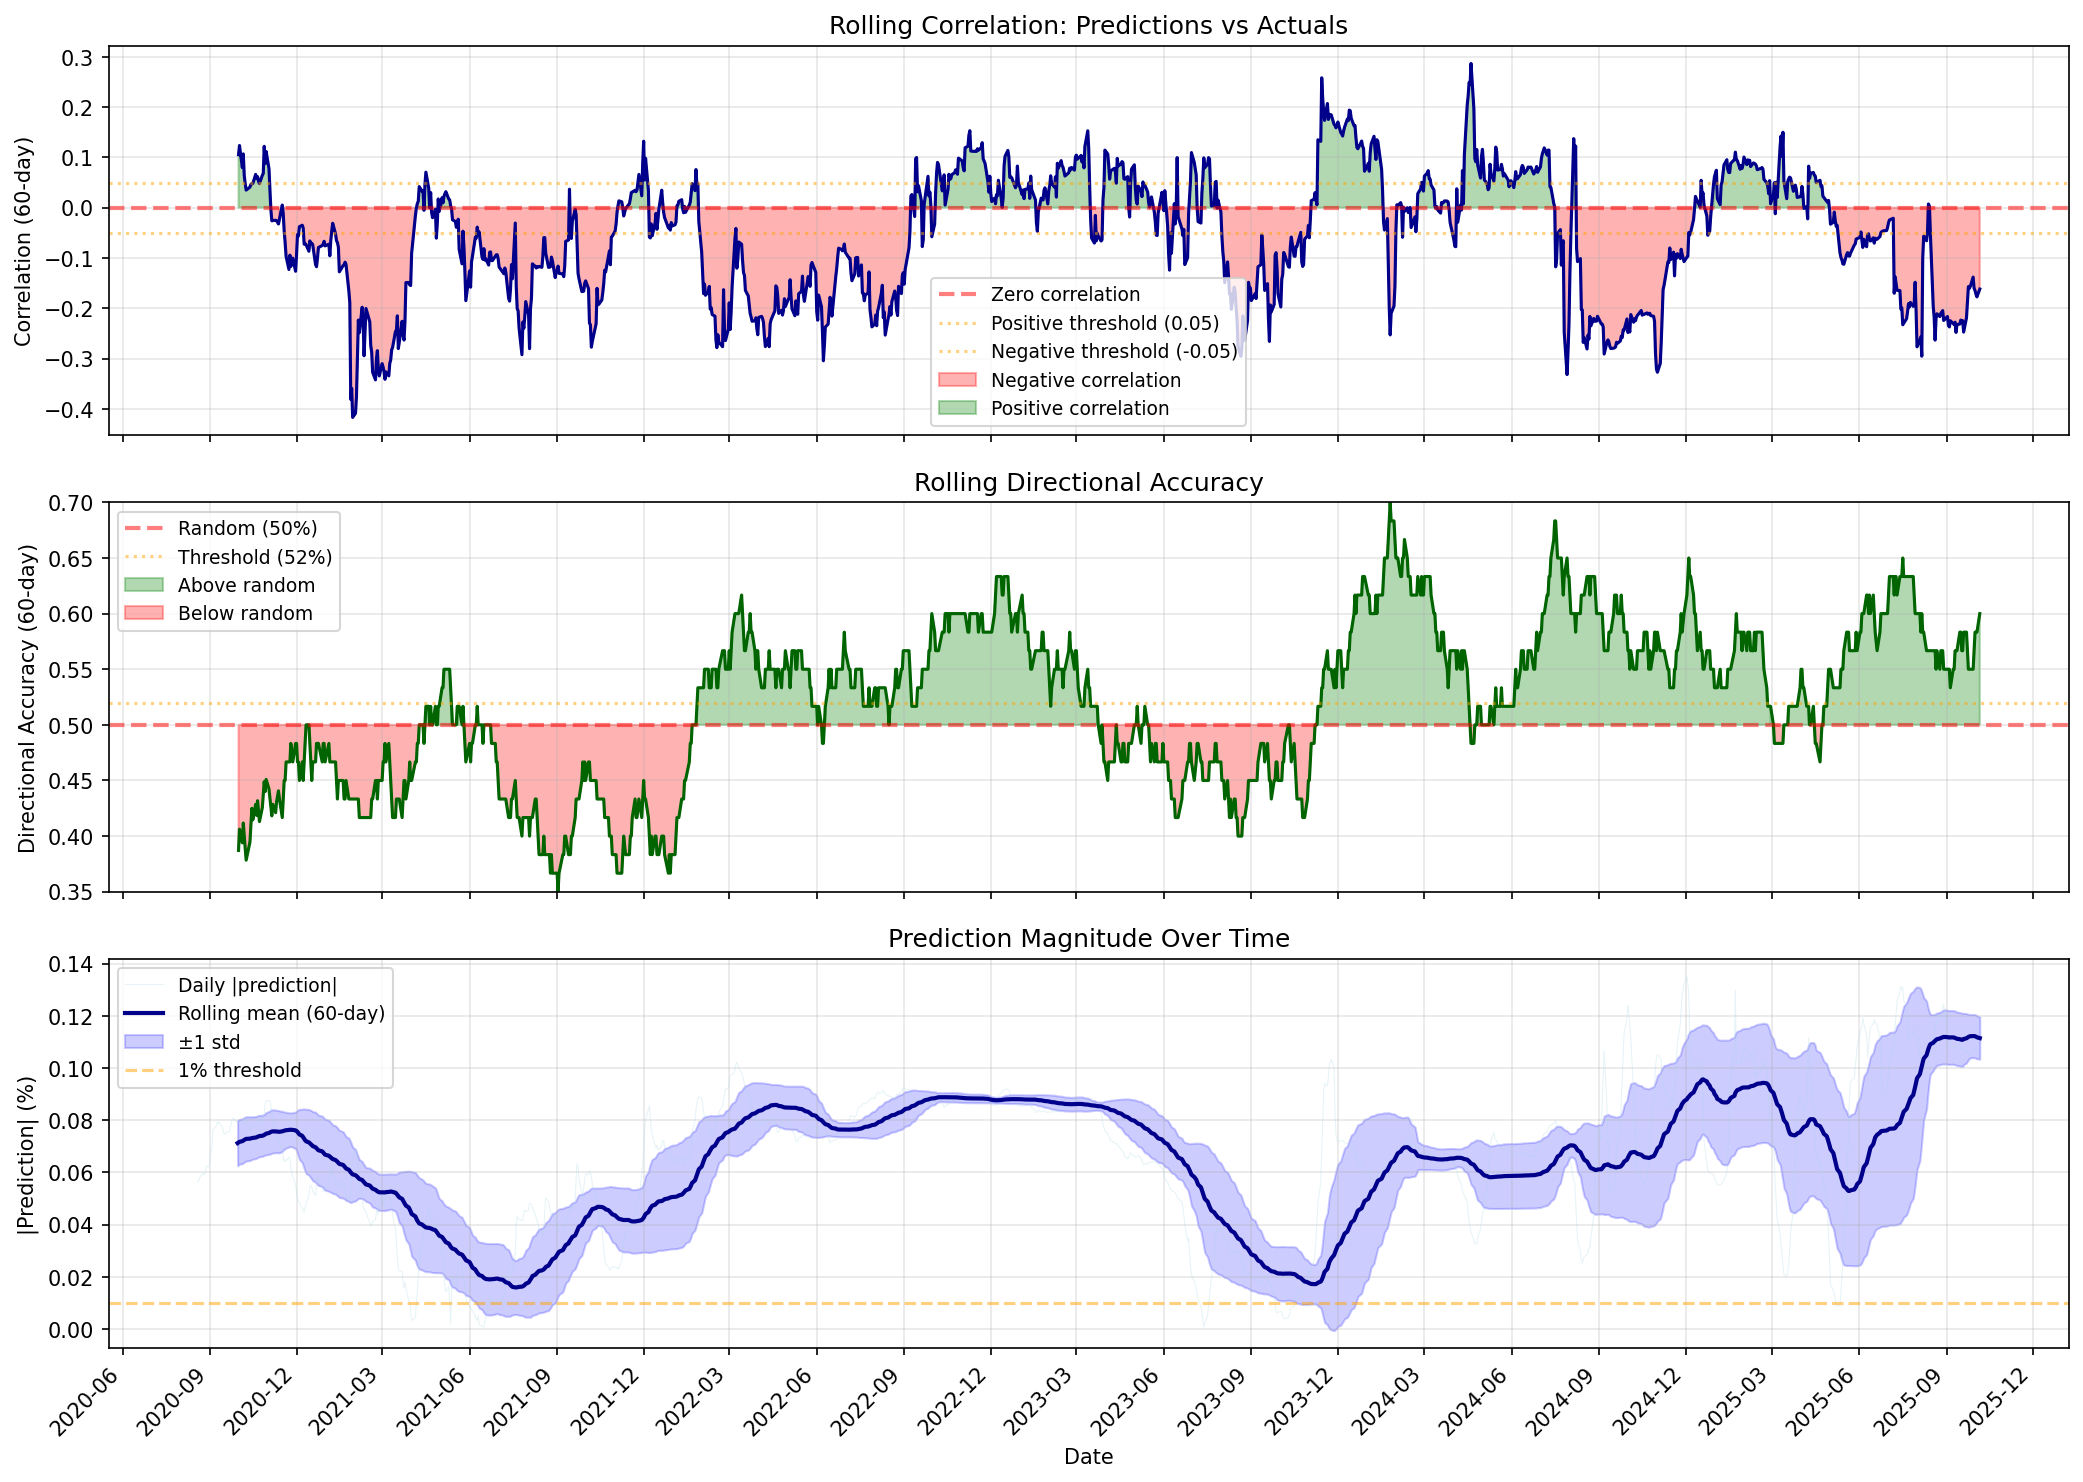 Rolling Correlation: Predictions vs Actuals
Correlation (60-day)
0.3
0.2
0.1
0.0
−0.1
−0.2
−0.3
−0.4
Zero correlation
Positive threshold (0.05)
Negative threshold (-0.05)
Negative correlation
Positive correlation
Rolling Directional Accuracy
Directional Accuracy (60-day)
0.70
0.65
0.60
0.55
0.50
0.45
0.40
0.35
Random (50%)
Threshold (52%)
Above random
Below random
Prediction Magnitude Over Time
|Prediction| (%)
0.14
0.12
0.10
0.08
0.06
0.04
0.02
0.00
Daily |prediction|
Rolling mean (60-day)
±1 std
1% threshold
2020-06
2020-09
2020-12
2021-03
2021-06
2021-09
2021-12
2022-03
2022-06
2022-09
2022-12
2023-03
2023-06
2023-09
2023-12
2024-03
2024-06
2024-09
2024-12
2025-03
2025-06
2025-09
2025-12
Date